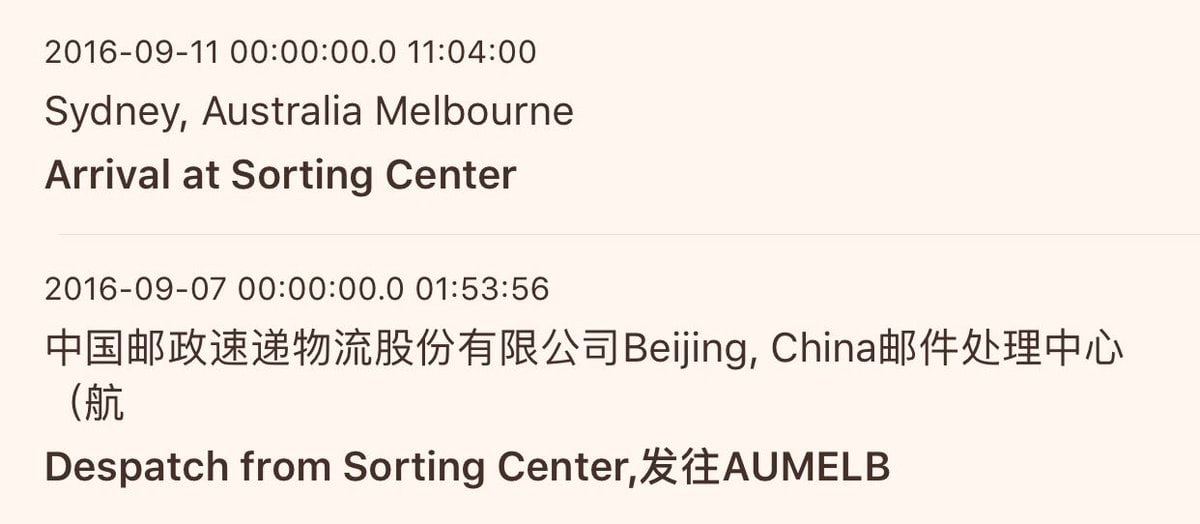 2016-09-11 00:00:00.0 11:04:00
Sydney, Australia Melbourne
Arrival at Sorting Center
2016-09-07 00:00:00.0 01:53:56
中国邮政速递物流股份有限公司Beijing, China邮件处理中心
（航
Despatch from Sorting Center,发往AUMELB